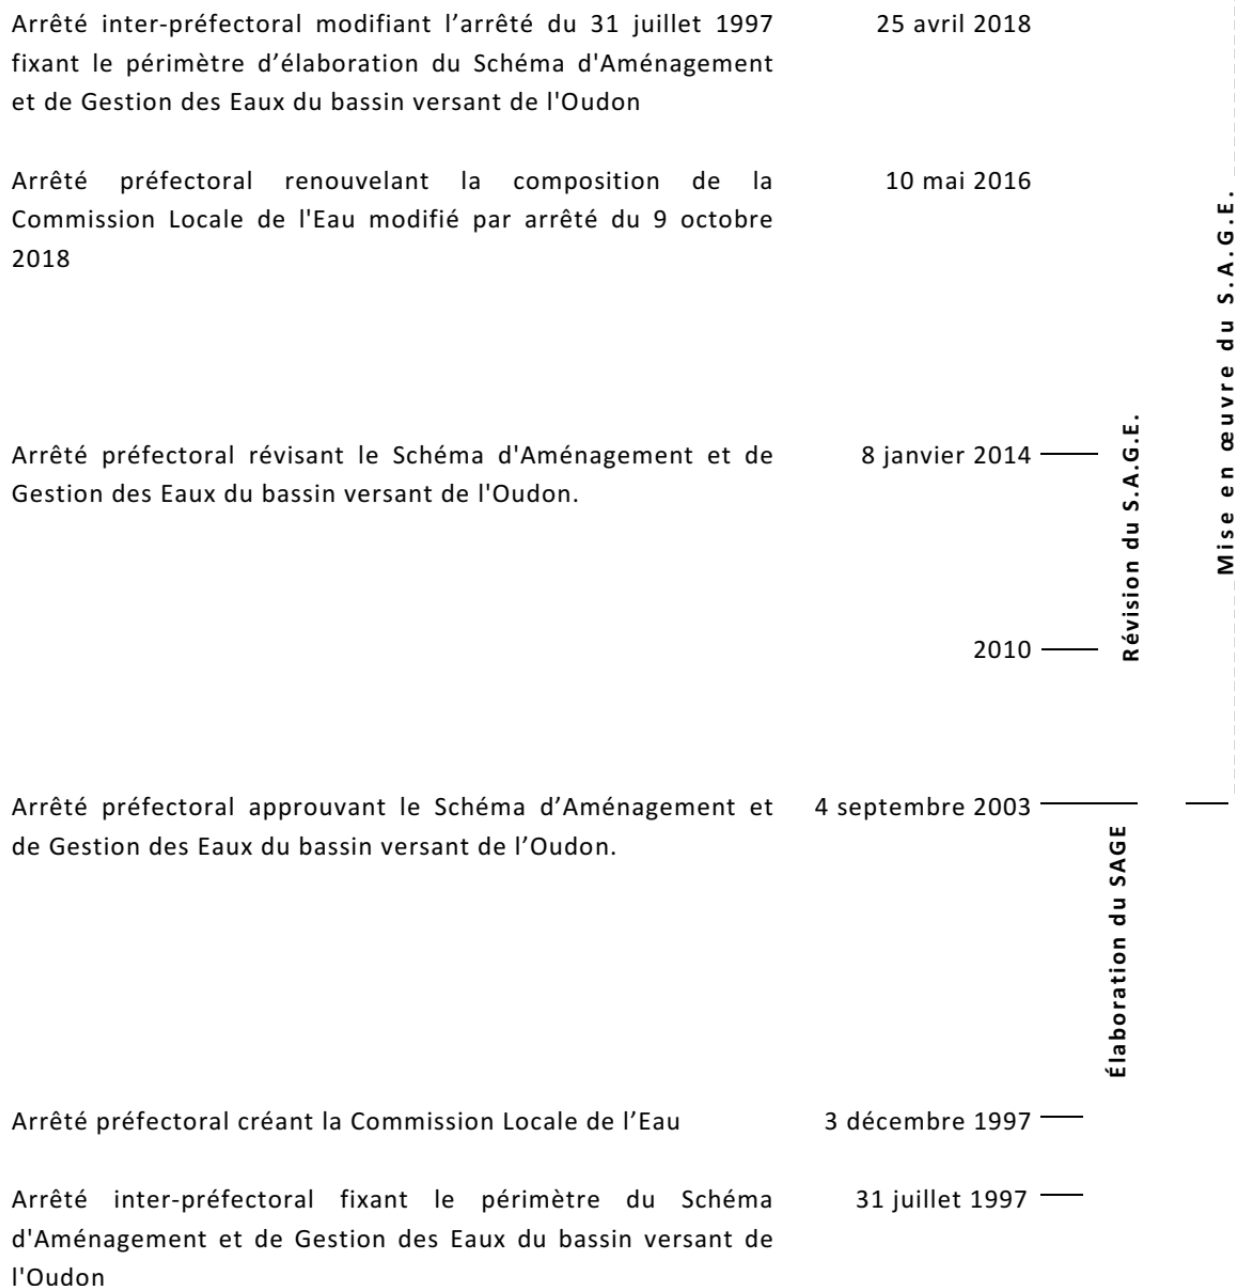 Arrêté inter-préfectoral modifiant l’arrêté du 31 juillet 1997 25 avril 2018
fixant le périmètre d’élaboration du Schéma d'Aménagement
et de Gestion des Eaux du bassin versant de l'Oudon
Arrêté préfectoral renouvelant la composition de la 10 mai 2016
Commission Locale de l'Eau modifié par arrêté du 9 octobre
2018
Arrêté préfectoral révisant le Schéma d'Aménagement et de 8 janvier 2014
Gestion des Eaux du bassin versant de l'Oudon.
2010
Arrêté préfectoral approuvant le Schéma d’Aménagement et 4 septembre 2003
de Gestion des Eaux du bassin versant de l’Oudon.
Arrêté préfectoral créant la Commission Locale de l’Eau 3 décembre 1997
Arrêté inter-préfectoral fixant le périmètre du Schéma 31 juillet 1997
d'Aménagement et de Gestion des Eaux du bassin versant de
l'Oudon
Élaboration du SAGE
Révision du S.A.G.E.
Mise en œuvre du S.A.G.E.